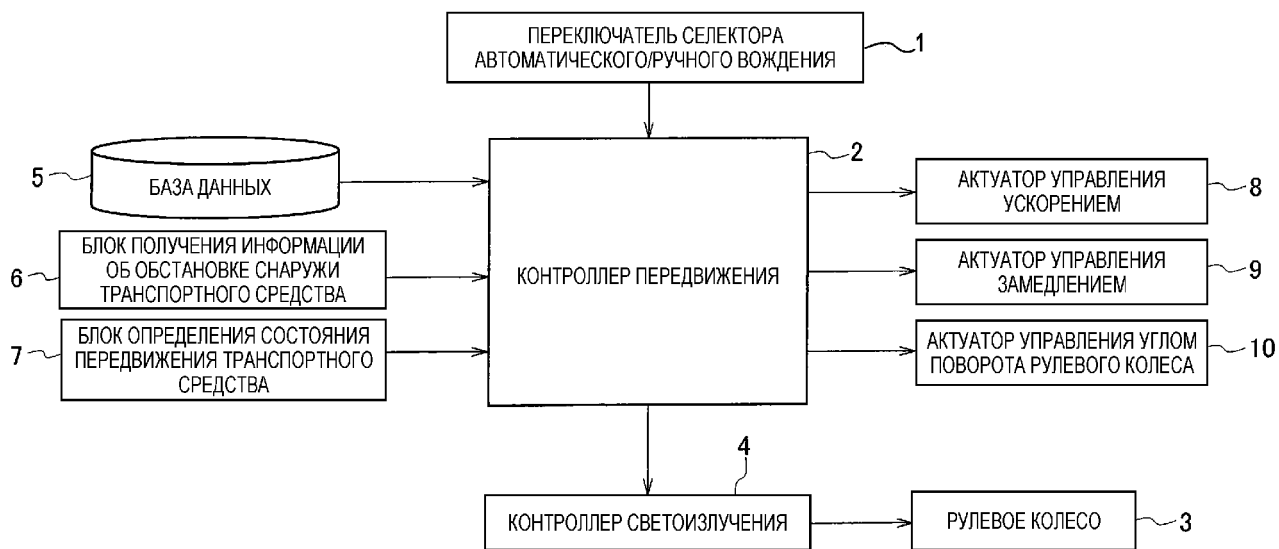 ПЕРЕКЛЮЧАТЕЛЬ СЕЛЕКТОРА
АВТОМАТИЧЕСКОГО/РУЧНОГО ВОЖДЕНИЯ
1
2
5
БАЗА ДАННЫХ
6
БЛОК ПОЛУЧЕНИЯ ИНФОРМАЦИИ
ОБ ОБСТАНОВКЕ СНАРУЖИ
ТРАНСПОРТНОГО СРЕДСТВА
7
БЛОК ОПРЕДЕЛЕНИЯ СОСТОЯНИЯ
ПЕРЕДВИЖЕНИЯ ТРАНСПОРТНОГО
СРЕДСТВА
КОНТРОЛЛЕР ПЕРЕДВИЖЕНИЯ
АКТУАТОР УПРАВЛЕНИЯ
УСКОРЕНИЕМ
8
АКТУАТОР УПРАВЛЕНИЯ
ЗАМЕДЛЕНИЕМ
9
АКТУАТОР УПРАВЛЕНИЯ УГЛОМ
ПОВОРОТА РУЛЕВОГО КОЛЕСА
10
4
КОНТРОЛЛЕР СВЕТОИЗЛУЧЕНИЯ
РУЛЕВОЕ КОЛЕСО
3